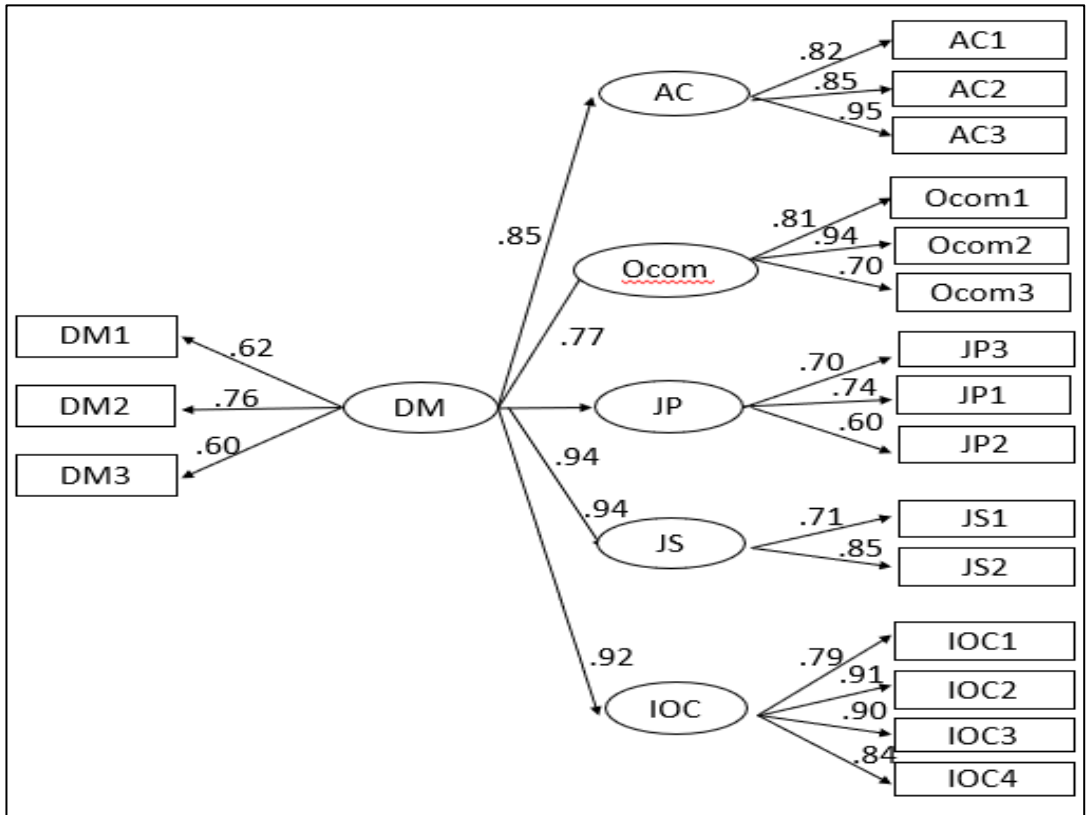 AC1
.82
AC
.85
AC2
.95
AC3
Ocom1
.81
.94
Ocom2
.85
Ocom
.70
Ocom3
DM1
.62
.77
JP3
.70
.74
JP1
.76
DM2
DM
JP
.60
JP2
.60
DM3
.94
.94
.71
JS1
JS
.85
JS2
.92
.79
IOC1
.91
IOC2
IOC
.90
IOC3
.84
IOC4